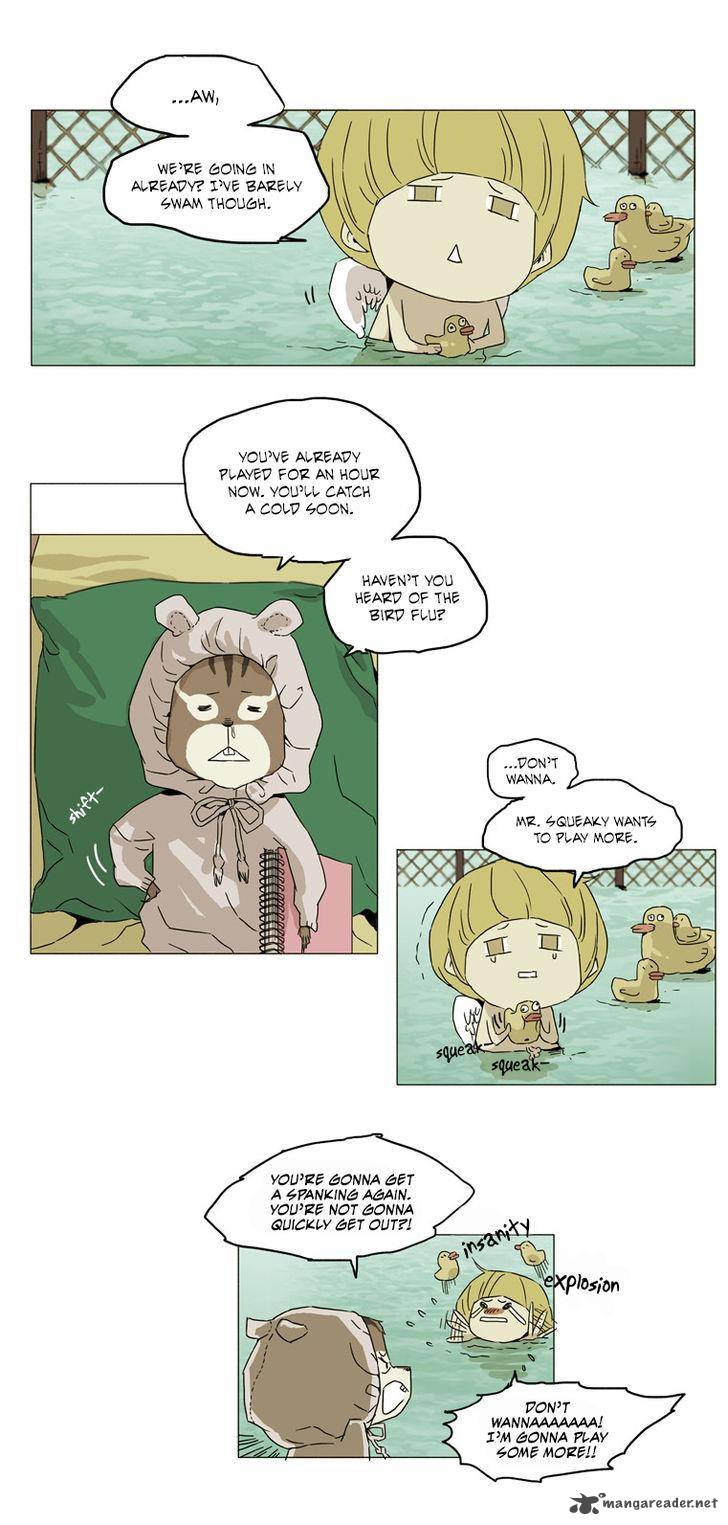 ...AW,
WE'RE GOING IN
ALREADY? I'VE BARELY
SWAM THOUGH.
YOU'VE ALREADY
PLAYED FOR AN HOUR
NOW. YOU'LL CATCH
A COLD SOON.
HAVEN'T YOU
HEARD OF THE
BIRD FLU?
shift-
...DON'T
WANNA.
MR. SQUEAKY WANTS
TO PLAY MORE.
squeak-
squeak-
YOU'RE GONNA GET
A SPANKING AGAIN.
YOU'RE NOT GONNA
QUICKLY GET OUT?!
insanity
explosion
DON'T
WANNAAAAAAA!
I'M GONNA PLAY
SOME MORE!!
mangareader.net